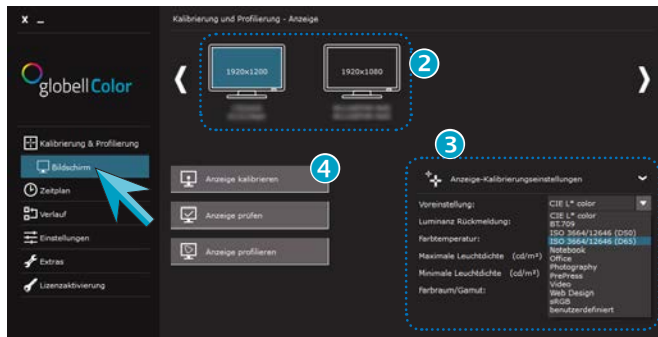 x –
Kalibrierung und Profilierung - Anzeige
globell Color
1920x1200
1920x1080
2
Kalibrierung & Profilierung
Bildschirm
Zeitplan
Verlauf
Einstellungen
Extras
Lizenzaktivierung
Anzeige kalibrieren
4
Anzeige prüfen
Anzeige profilieren
3
Anzeige-Kalibrierungseinstellungen
Voreinstellung: CIE L* color
Luminanz Rückmeldung:
Farbtemperatur:
Maximale Leuchtdichte (cd/m²)
Minimale Leuchtdichte (cd/m²)
Farbraum/Gamut:
CIE L* color
BT.709
ISO 3664/12646 (D50)
ISO 3664/12646 (D65)
Notebook
Office
Photography
PrePress
Video
Web Design
sRGB
benutzerdefiniert